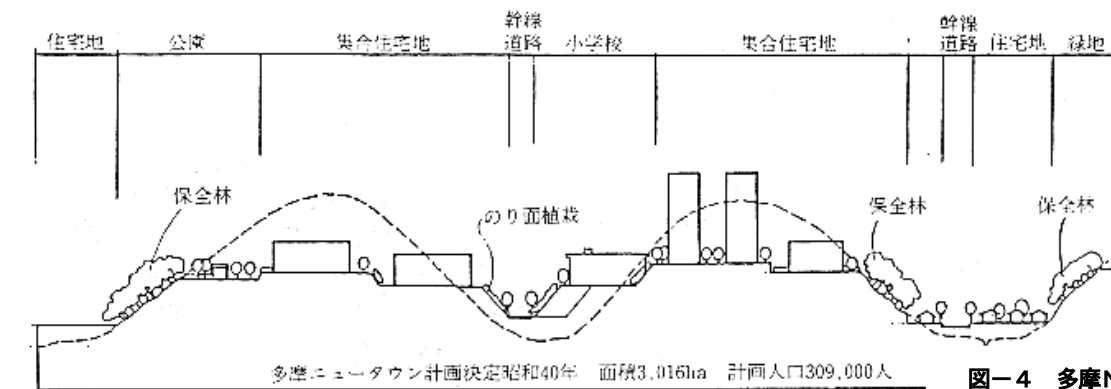 住宅地 公園 集合住宅地 幹線道路 小学校 集合住宅地 幹線道路 住宅地 緑地
保全林
のり面植栽
保全林
保全林
多摩ニュータウン計画決定昭和40年 面積3,016ha 計画人口309,000人
図－4 多摩N